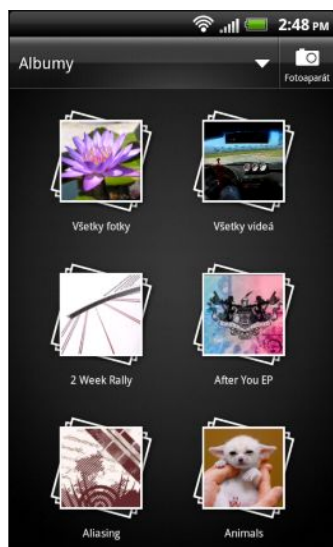 2:48 PM
Albumy
Fotoaparát
Všetky fotky
Všetky videá
2 Week Rally
After You EP
Aliasing
Animals